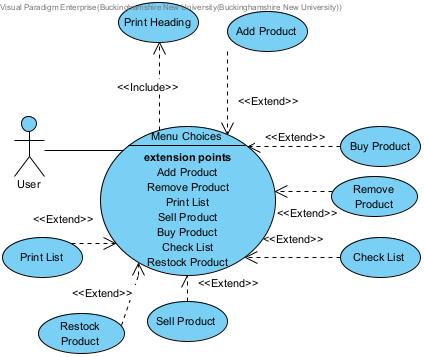 Visual Paradigm Enterprise(Buckinghamshire New University(Buckinghamshire New University))
Print Heading
Add Product
<<Include>>
<<Extend>>
Menu Choices
<<Extend>>
Buy Product
extension points
Add Product
Remove Product
Print List
Sell Product
Buy Product
Check List
Restock Product
User
Remove
Product
<<Extend>>
<<Extend>>
<<Extend>>
Print List
Check List
<<Extend>>
<<Extend>>
Restock
Product
Sell Product